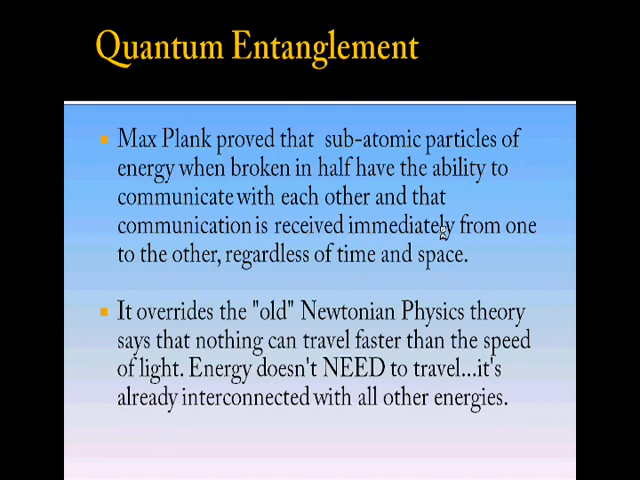 Quantum Entanglement
Max Plank proved that sub-atomic particles of
energy when broken in half have the ability to
communicate with each other and that
communication is received immediately from one
to the other, regardless of time and space.
It overrides the "old" Newtonian Physics theory
says that nothing can travel faster than the speed
of light. Energy doesn't NEED to travel...it's
already interconnected with all other energies.